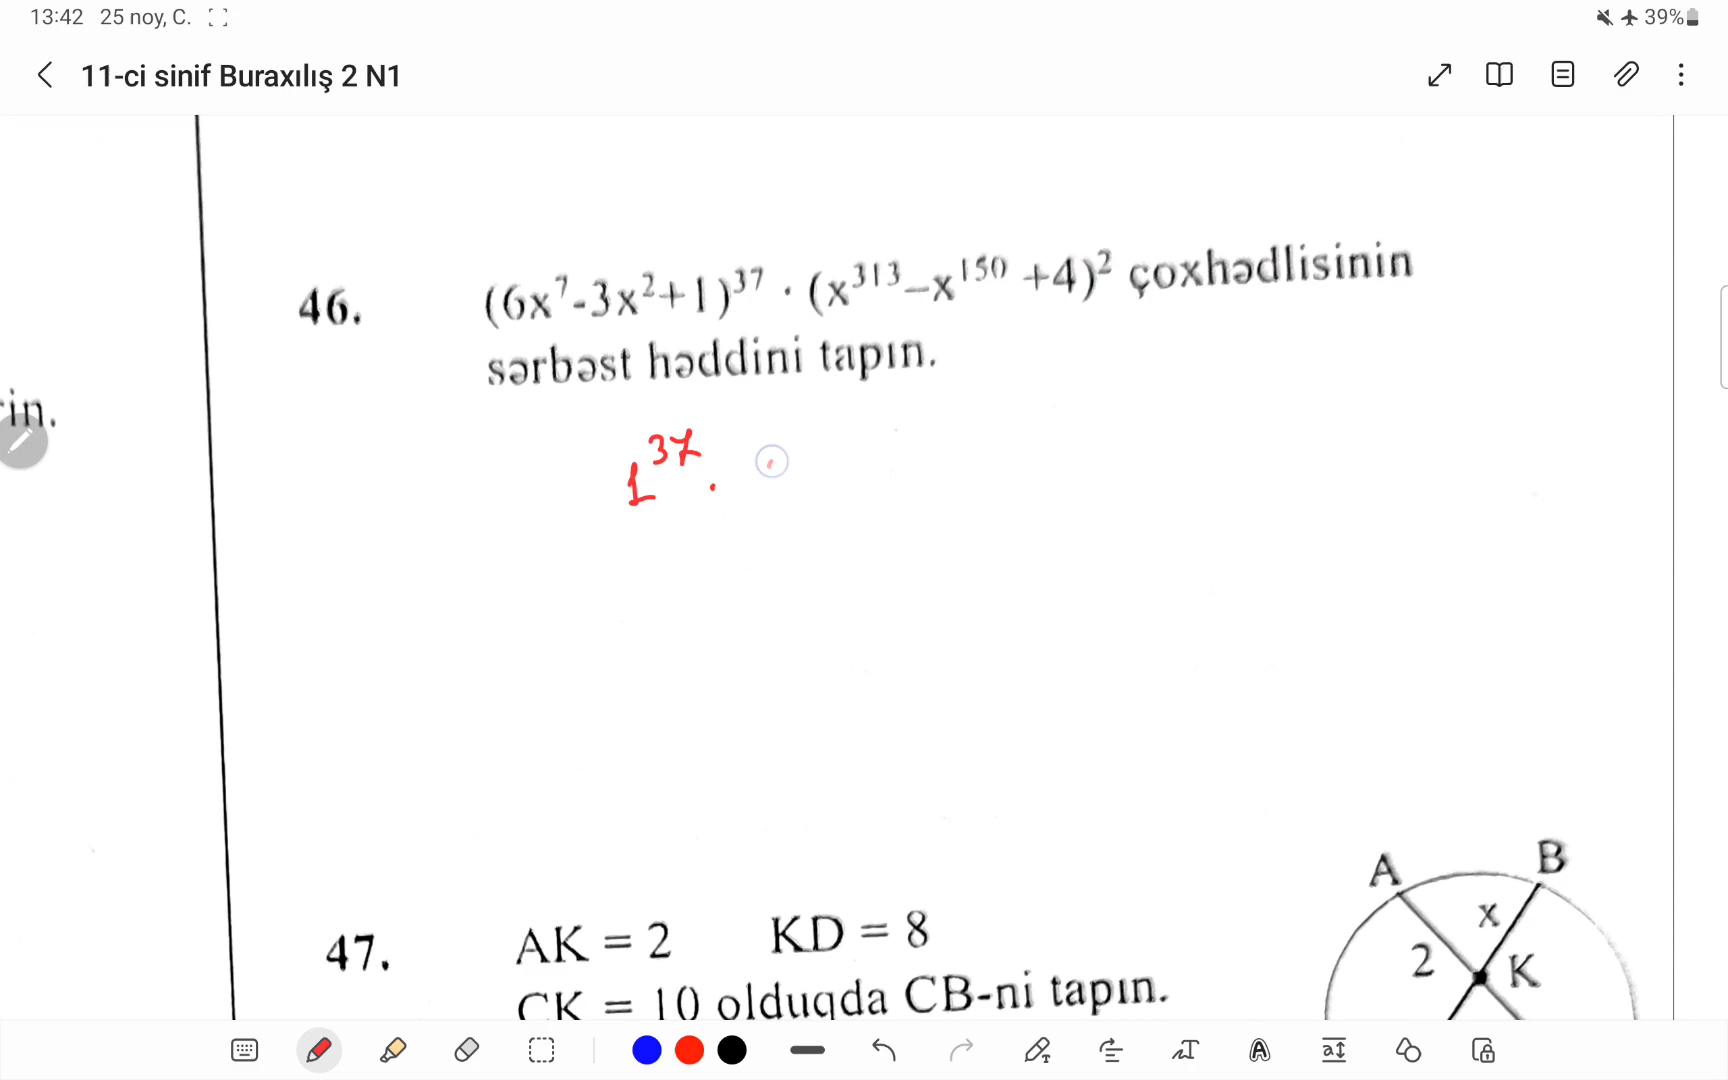 13:42 25 noy, C. 39%
11-ci sinif Buraxılış 2 N1
46. (6x⁷-3x²+1)³⁷ · (x³¹³–x¹⁵⁰ +4)² çoxhədlisinin
sərbəst həddini tapın.
in.
1³⁷ .
A B
x
2 K
47. AK = 2 KD = 8
CK = 10 olduqda CB-ni tapın.